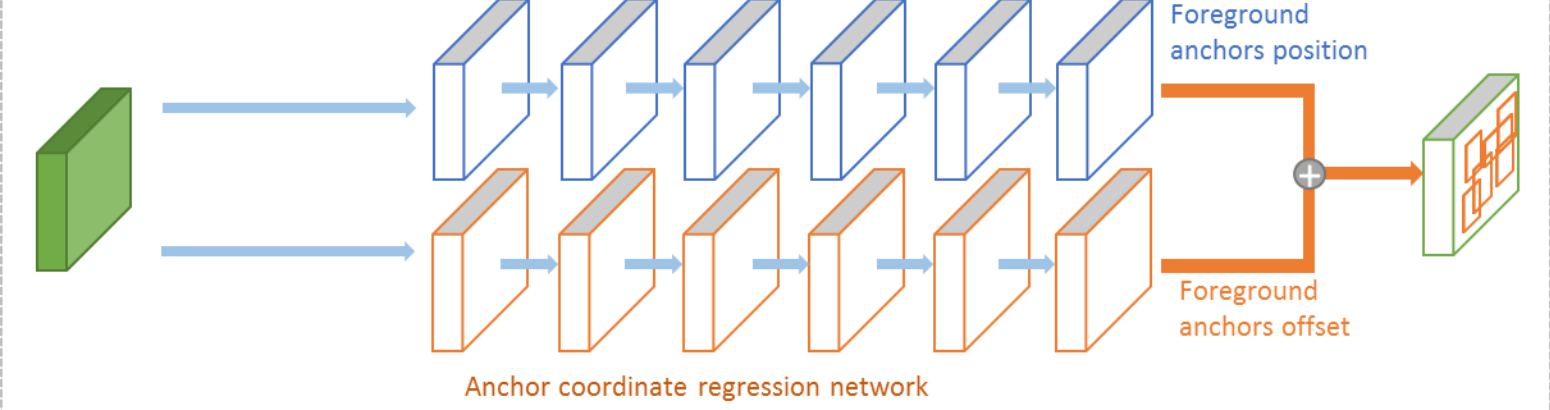 Foreground
anchors position
Foreground
anchors offset
Anchor coordinate regression network